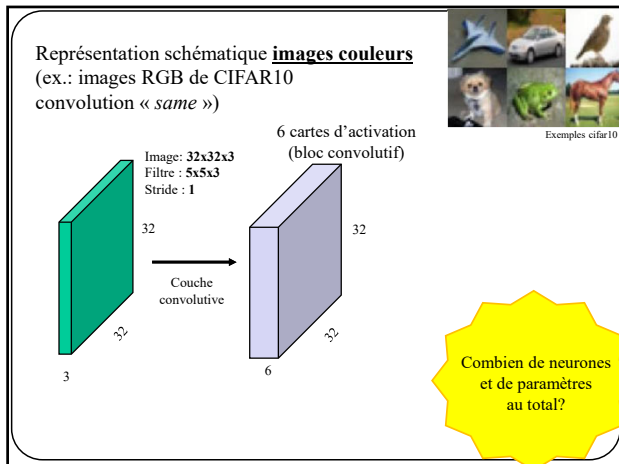 Représentation schématique images couleurs
(ex.: images RGB de CIFAR10
convolution « same »)
Exemples cifar10
6 cartes d'activation
(bloc convolutif)
Image: 32x32x3
Filtre : 5x5x3
Stride : 1
32
32
Couche
convolutive
32
32
3
6
Combien de neurones
et de paramètres
au total?